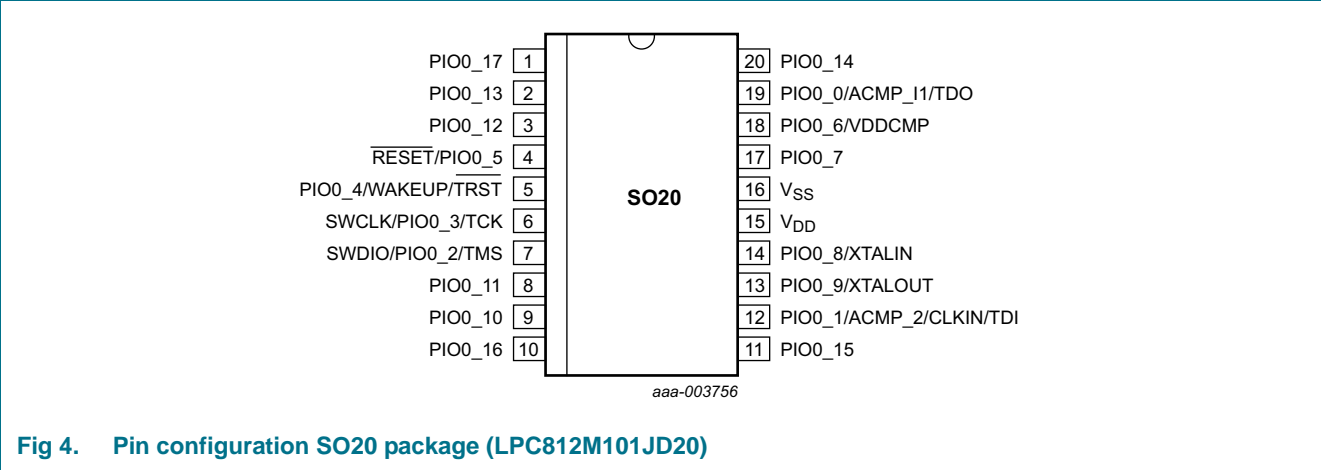 PIO0_17 1
PIO0_13 2
PIO0_12 3
RESET/PIO0_5 4
PIO0_4/WAKEUP/TRST 5
SWCLK/PIO0_3/TCK 6
SWDIO/PIO0_2/TMS 7
PIO0_11 8
PIO0_10 9
PIO0_16 10
SO20
20 PIO0_14
19 PIO0_0/ACMP_I1/TDO
18 PIO0_6/VDDCMP
17 PIO0_7
16 VSS
15 VDD
14 PIO0_8/XTALIN
13 PIO0_9/XTALOUT
12 PIO0_1/ACMP_2/CLKIN/TDI
11 PIO0_15
aaa-003756
Fig 4. Pin configuration SO20 package (LPC812M101JD20)